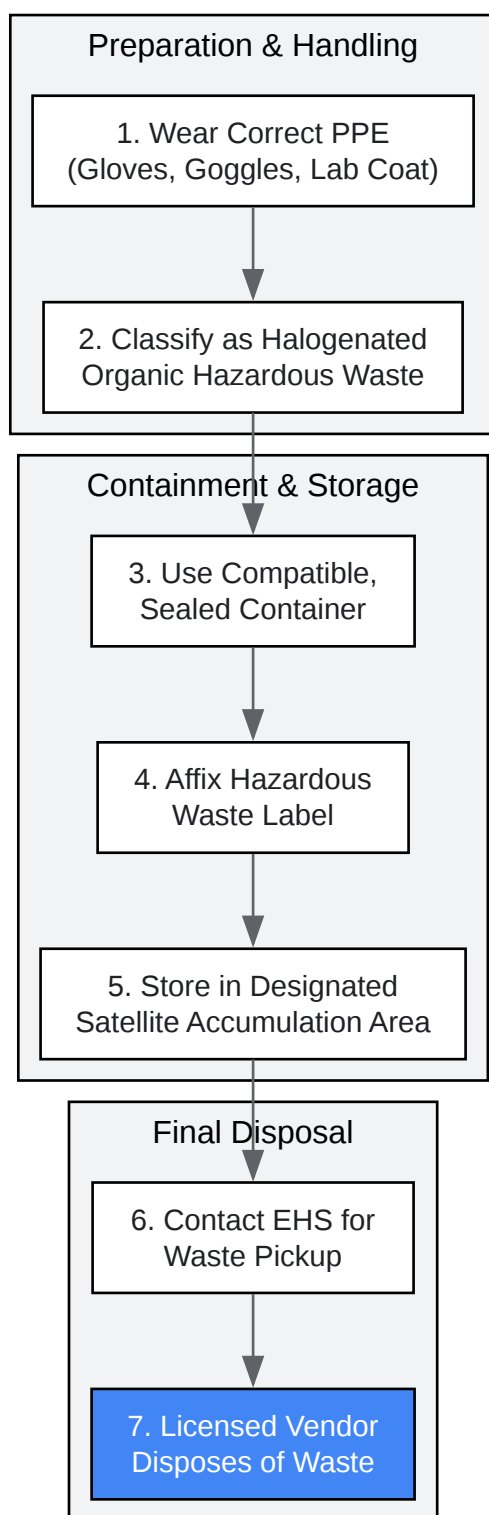 Preparation & Handling
1. Wear Correct PPE
(Gloves, Goggles, Lab Coat)
2. Classify as Halogenated
Organic Hazardous Waste
Containment & Storage
3. Use Compatible,
Sealed Container
4. Affix Hazardous
Waste Label
5. Store in Designated
Satellite Accumulation Area
Final Disposal
6. Contact EHS for
Waste Pickup
7. Licensed Vendor
Disposes of Waste